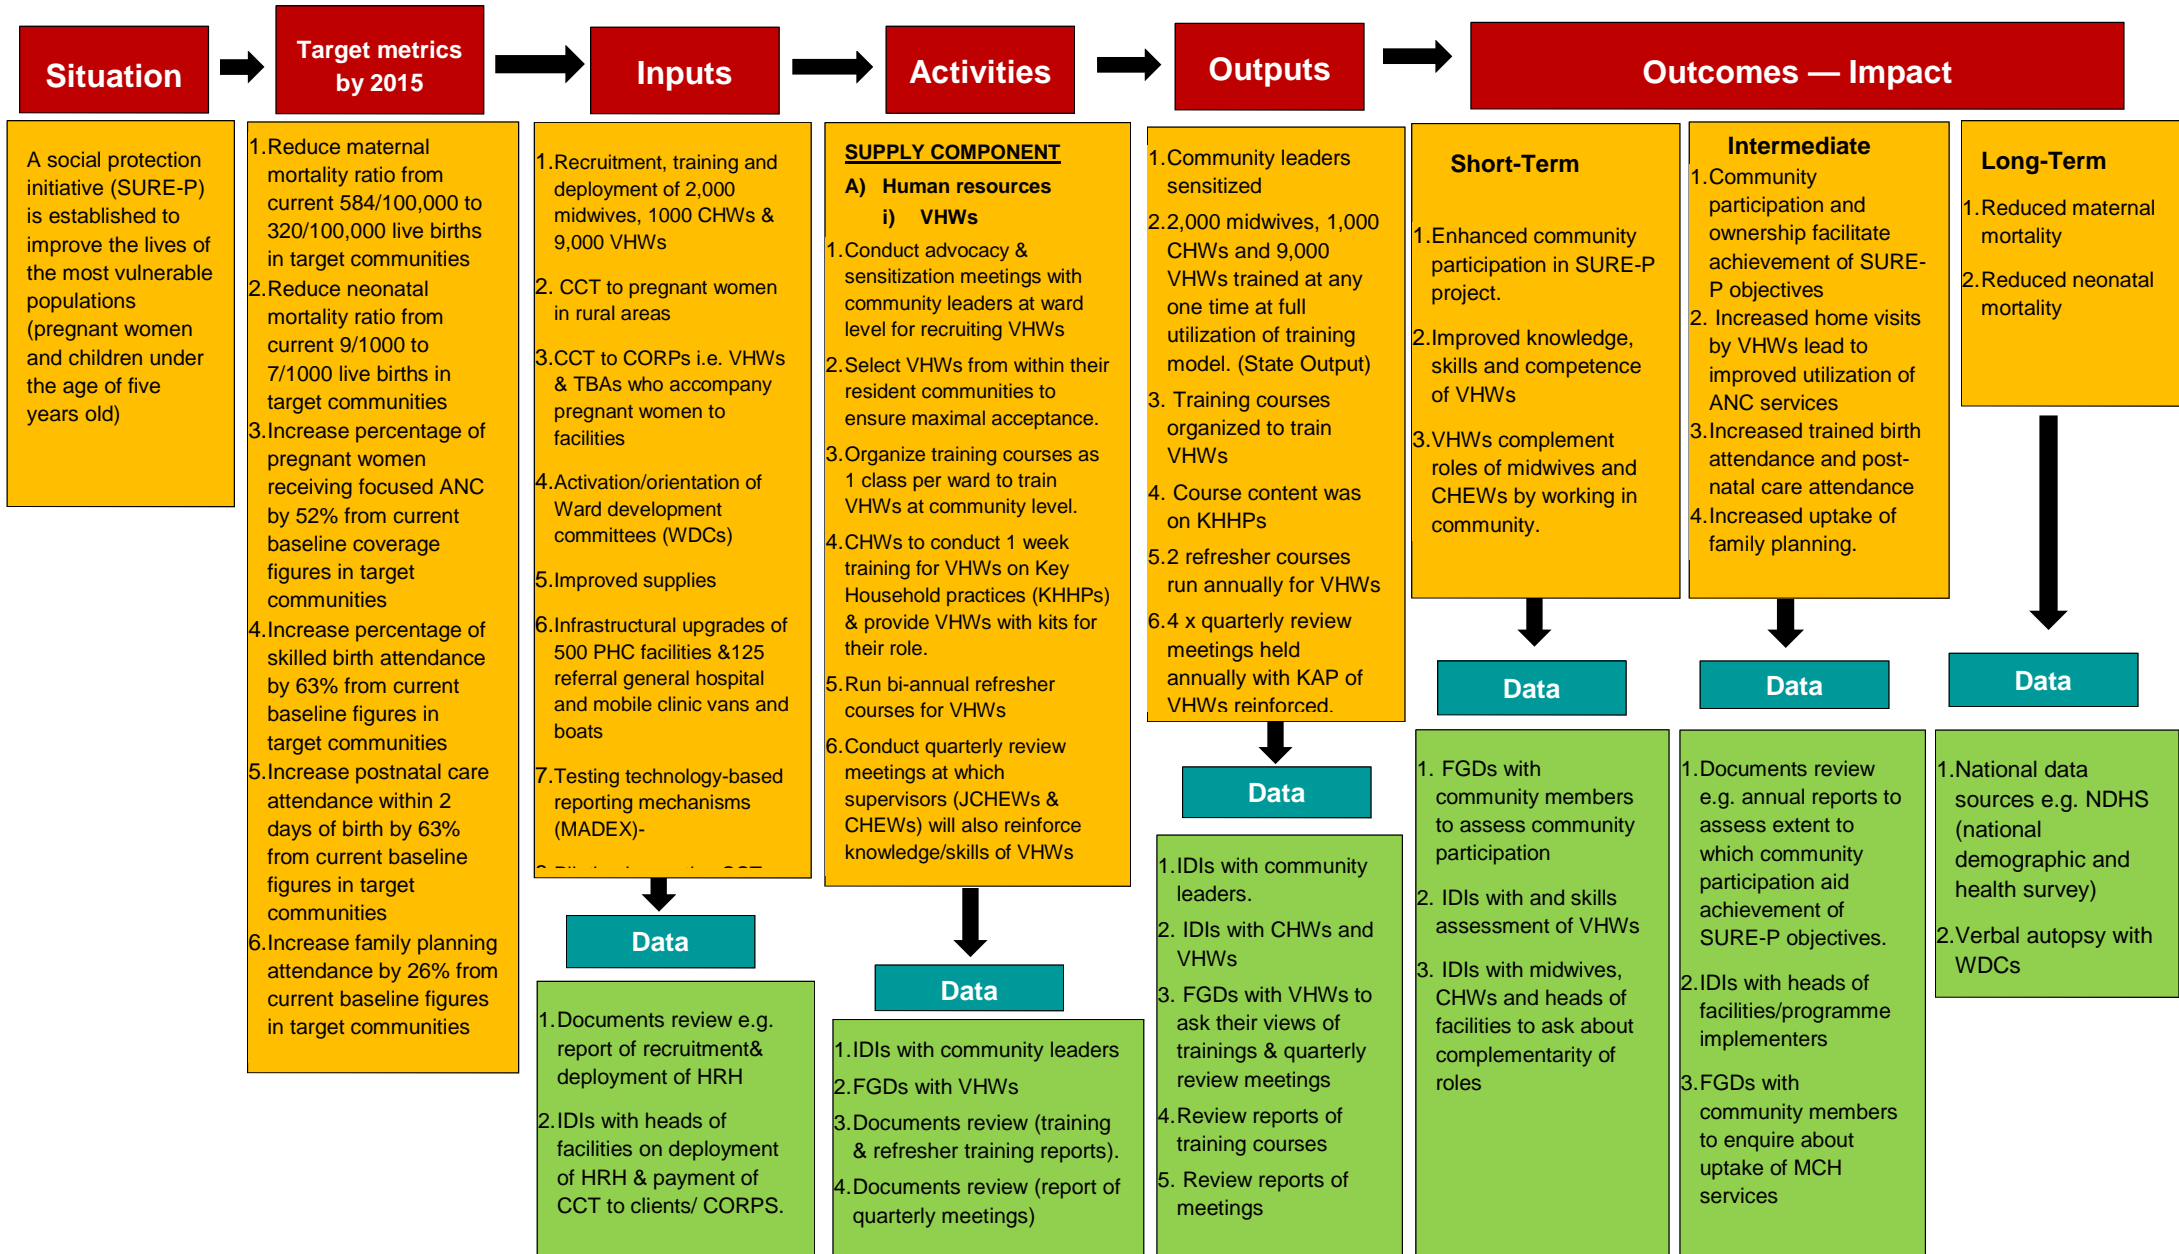 Situation
Target metrics
by 2015
Inputs
Activities
Outputs
Outcomes — Impact
A social protection
initiative (SURE-P)
is established to
improve the lives of
the most vulnerable
populations
(pregnant women
and children under
the age of five
years old)
1.Reduce maternal
mortality ratio from
current 584/100,000 to
320/100,000 live births
in target communities
2.Reduce neonatal
mortality ratio from
current 9/1000 to
7/1000 live births in
target communities
3.Increase percentage of
pregnant women
receiving focused ANC
by 52% from current
baseline coverage
figures in target
communities
4.Increase percentage of
skilled birth attendance
by 63% from current
baseline figures in
target communities
5.Increase postnatal care
attendance within 2
days of birth by 63%
from current baseline
figures in target
communities
6.Increase family planning
attendance by 26% from
current baseline figures
in target communities
1.Recruitment, training and
deployment of 2,000
midwives, 1000 CHWs &
9,000 VHWs
2. CCT to pregnant women
in rural areas
3.CCT to CORPs i.e. VHWs
& TBAs who accompany
pregnant women to
facilities
4.Activation/orientation of
Ward development
committees (WDCs)
5.Improved supplies
6.Infrastructural upgrades of
500 PHC facilities &125
referral general hospital
and mobile clinic vans and
boats
7.Testing technology-based
reporting mechanisms
(MADEX)-
Data
1.Documents review e.g.
report of recruitment&
deployment of HRH
2.IDIs with heads of
facilities on deployment
of HRH & payment of
CCT to clients/ CORPS.
SUPPLY COMPONENT
A) Human resources
i) VHWs
1.Conduct advocacy &
sensitization meetings with
community leaders at ward
level for recruiting VHWs
2.Select VHWs from within their
resident communities to
ensure maximal acceptance.
3.Organize training courses as
1 class per ward to train
VHWs at community level.
4.CHWs to conduct 1 week
training for VHWs on Key
Household practices (KHHPs)
& provide VHWs with kits for
their role.
5.Run bi-annual refresher
courses for VHWs
6.Conduct quarterly review
meetings at which
supervisors (JCHEWs &
CHEWs) will also reinforce
knowledge/skills of VHWs
Data
1.IDIs with community leaders
2.FGDs with VHWs
3.Documents review (training
& refresher training reports).
4.Documents review (report of
quarterly meetings)
1.Community leaders
sensitized
2.2,000 midwives, 1,000
CHWs and 9,000
VHWs trained at any
one time at full
utilization of training
model. (State Output)
3. Training courses
organized to train
VHWs
4. Course content was
on KHHPs
5.2 refresher courses
run annually for VHWs
6.4 x quarterly review
meetings held
annually with KAP of
VHWs reinforced.
Data
1.IDIs with community
leaders.
2. IDIs with CHWs and
VHWs
3. FGDs with VHWs to
ask their views of
trainings & quarterly
review meetings
4.Review reports of
training courses
5. Review reports of
meetings
Short-Term
1.Enhanced community
participation in SURE-P
project.
2.Improved knowledge,
skills and competence
of VHWs
3.VHWs complement
roles of midwives and
CHEWs by working in
community.
Data
1. FGDs with
community members
to assess community
participation
2. IDIs with and skills
assessment of VHWs
3. IDIs with midwives,
CHWs and heads of
facilities to ask about
complementarity of
roles
Intermediate
1.Community
participation and
ownership facilitate
achievement of SURE-
P objectives
2. Increased home visits
by VHWs lead to
improved utilization of
ANC services
3.Increased trained birth
attendance and post-
natal care attendance
4.Increased uptake of
family planning.
Data
1.Documents review
e.g. annual reports to
assess extent to
which community
participation aid
achievement of
SURE-P objectives.
2.IDIs with heads of
facilities/programme
implementers
3.FGDs with
community members
to enquire about
uptake of MCH
services
Long-Term
1.Reduced maternal
mortality
2.Reduced neonatal
mortality
Data
1.National data
sources e.g. NDHS
(national
demographic and
health survey)
2.Verbal autopsy with
WDCs